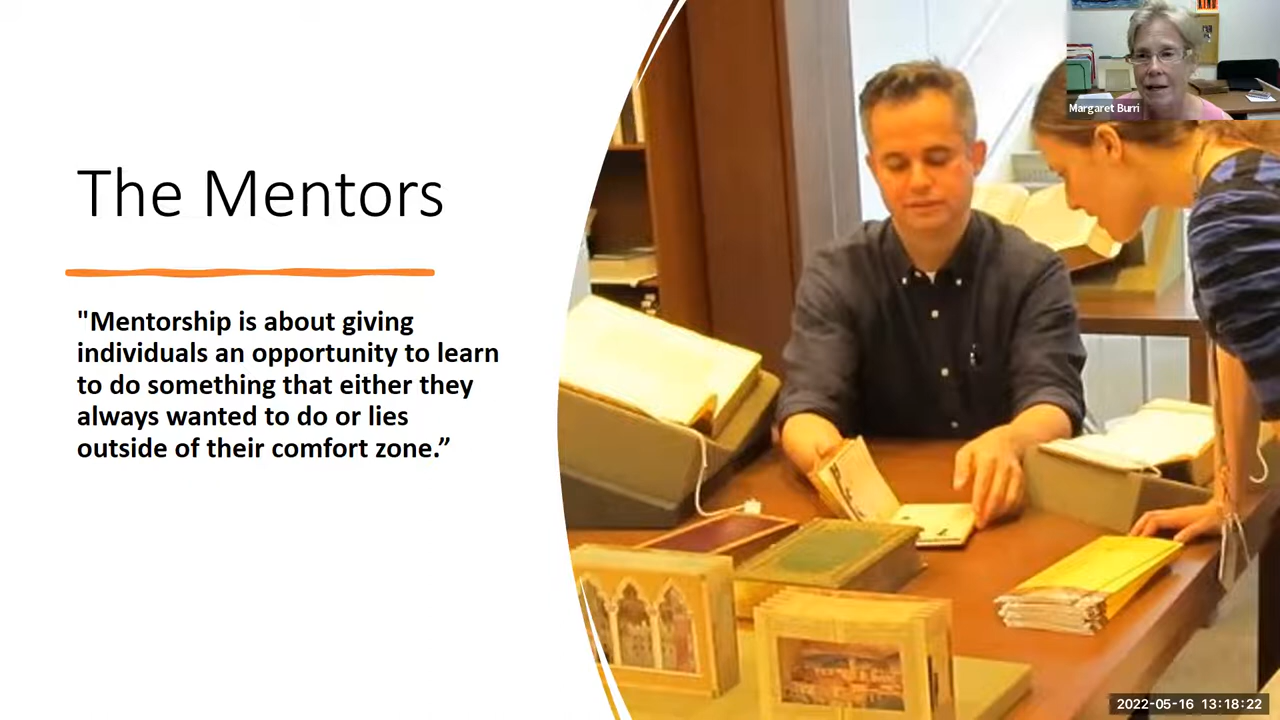 The Mentors
"Mentorship is about giving
individuals an opportunity to learn
to do something that either they
always wanted to do or lies
outside of their comfort zone.”
Margaret Burri
2022-05-16 13:18:22